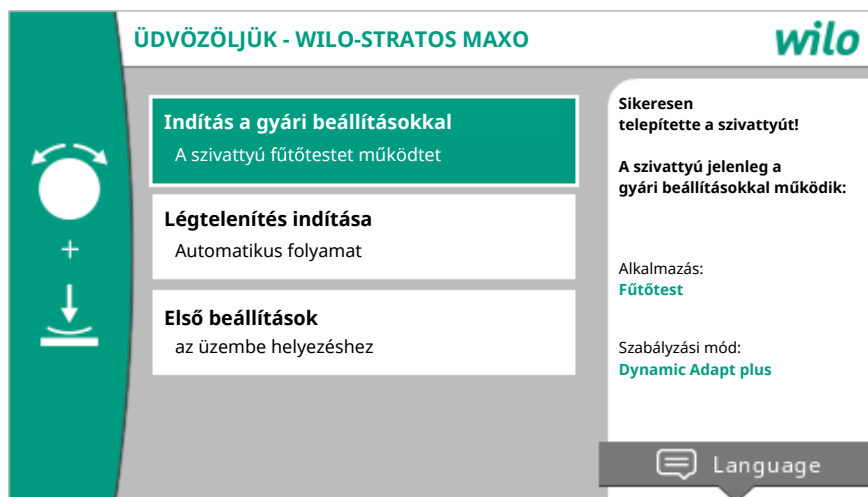 ÜDVÖZÖLJÜK - WILO-STRATOS MAXO
wilo
Indítás a gyári beállításokkal
A szivattyú fűtőtestet működtet
Légtelenítés indítása
Automatikus folyamat
Első beállítások
az üzembe helyezéshez
Sikeresen
telepítette a szivattyút!
A szivattyú jelenleg a
gyári beállításokkal működik:
Alkalmazás:
Fűtőtest
Szabályzási mód:
Dynamic Adapt plus
Language